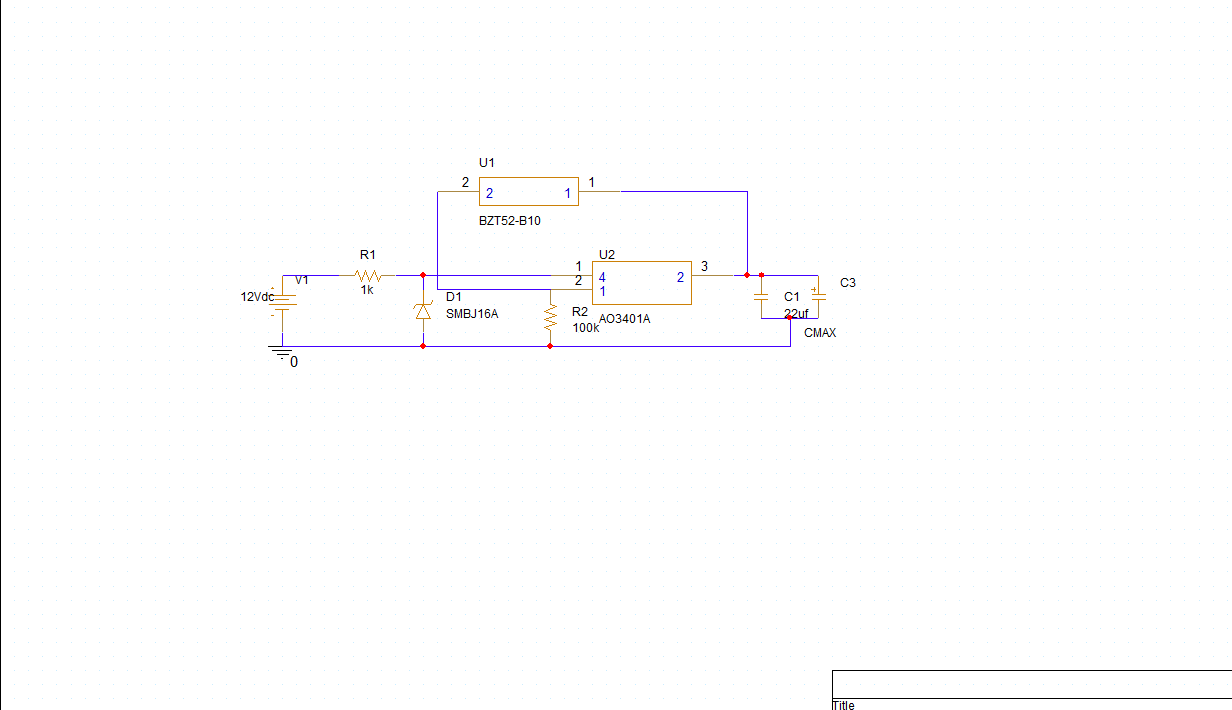 U1
2
2
1
1
BZT52-B10
R1
1k
V1
12Vdc
0
D1
SMBJ16A
U2
1
2
4
1
2
3
R2
100k
AO3401A
C1
22uf
C3
CMAX
Title